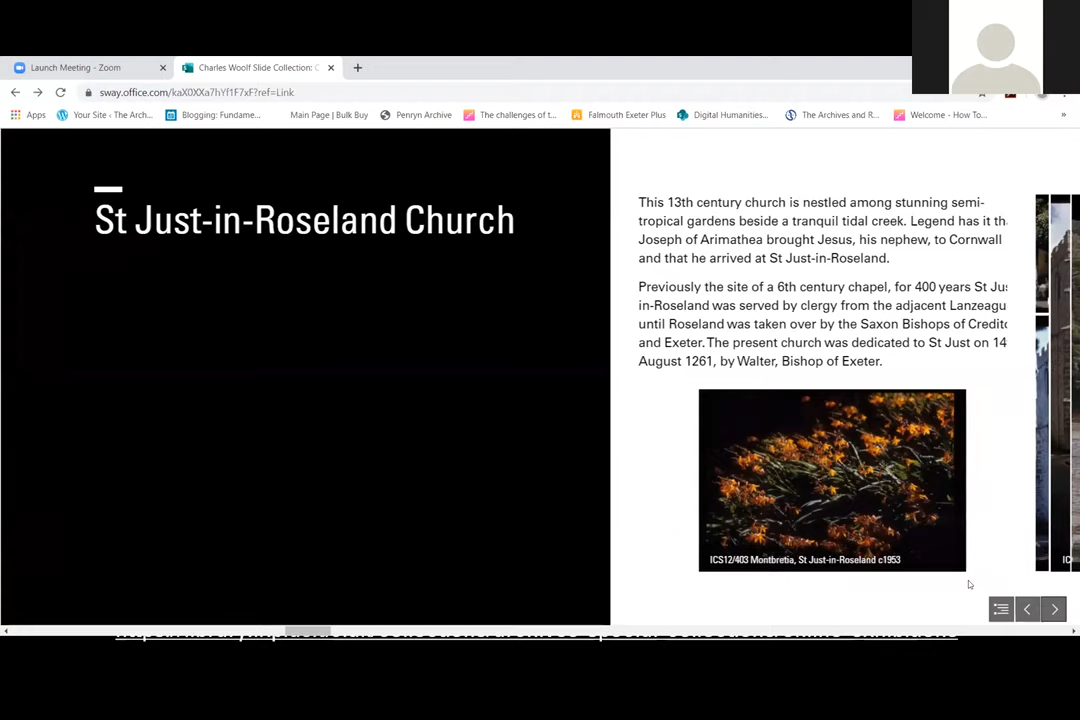 Launch Meeting - Zoom
Charles Woolf Slide Collection: C
sway.office.com/kaX0XXa7hYf1F7xF?ref=Link
Apps
Your Site ‹ The Arch...
Blogging: Fundame...
Main Page | Bulk Buy
Penryn Archive
The challenges of t...
Falmouth Exeter Plus
Digital Humanities...
The Archives and R...
Welcome - How To...
St Just-in-Roseland Church
This 13th century church is nestled among stunning semi-
tropical gardens beside a tranquil tidal creek. Legend has it th
Joseph of Arimathea brought Jesus, his nephew, to Cornwall
and that he arrived at St Just-in-Roseland.
Previously the site of a 6th century chapel, for 400 years St Jus
in-Roseland was served by clergy from the adjacent Lanzeagu
until Roseland was taken over by the Saxon Bishops of Credito
and Exeter. The present church was dedicated to St Just on 14
August 1261, by Walter, Bishop of Exeter.
ICS12/403 Montbretia, St Just-in-Roseland c1953
IC